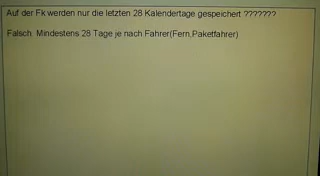 Auf der Fk werden nur die letzten 28 Kalendertage gespeichert ???????
Falsch. Mindestens 28 Tage je nach Fahrer(Fern,Paketfahrer)